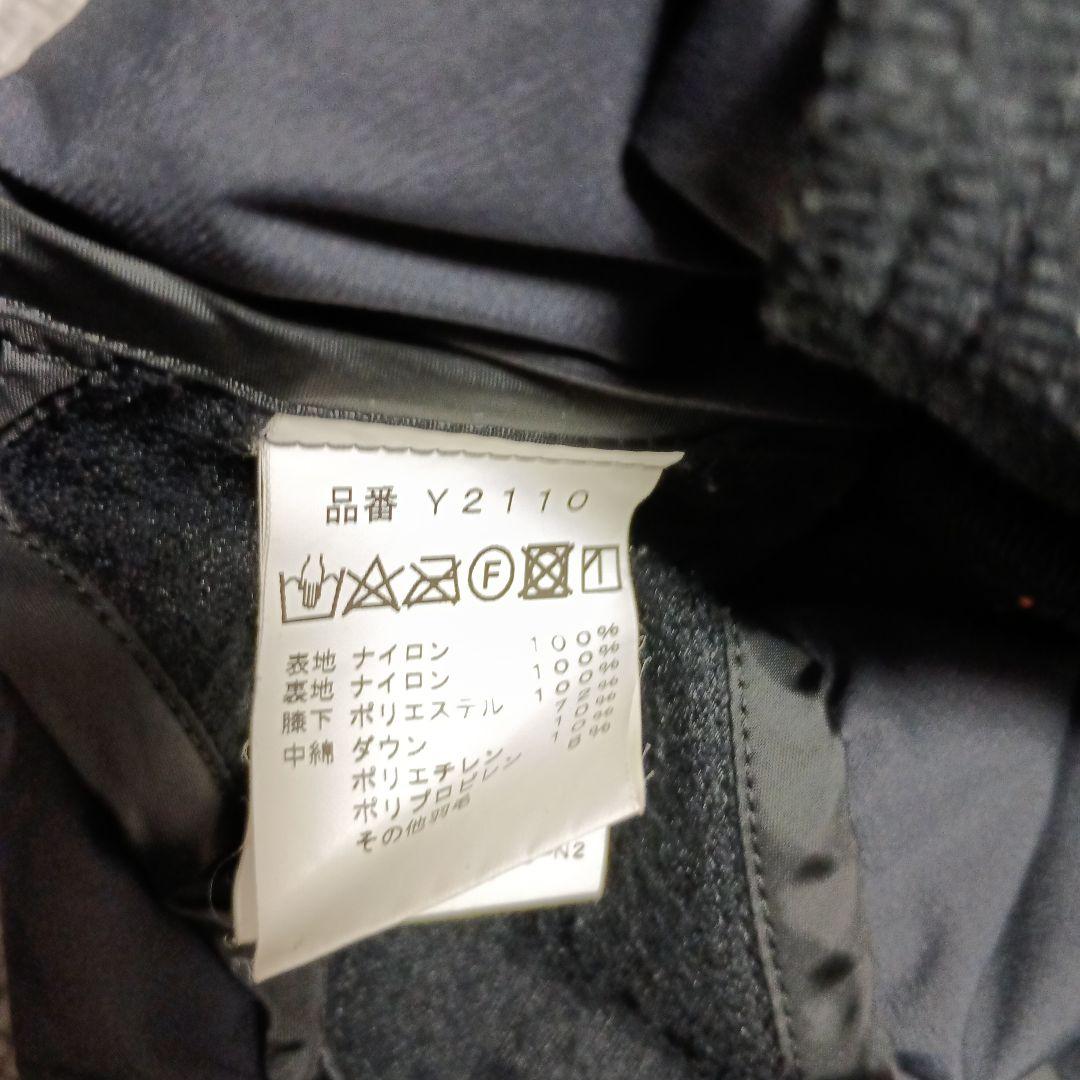 品番 Y2110
F
表地 ナイロン 100%
裏地 ナイロン 100%
膝下 ポリエステル 100%
中綿 ダウン 72%
ポリエチレン
ポリプロピレン
その他羽毛
N2